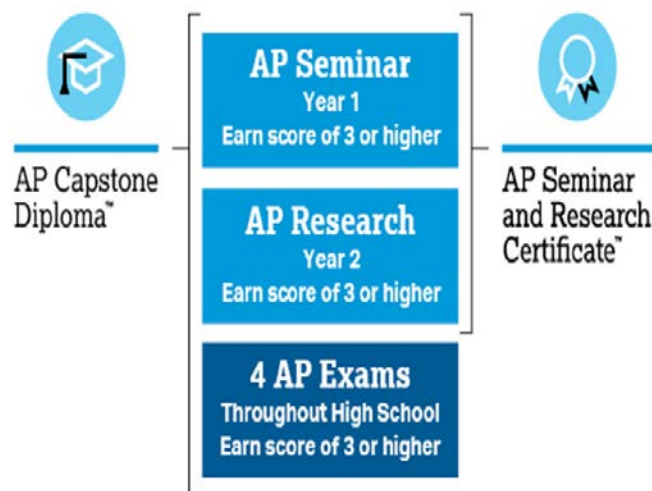 AP Capstone
Diploma™
AP Seminar
Year 1
Earn score of 3 or higher
AP Research
Year 2
Earn score of 3 or higher
4 AP Exams
Throughout High School
Earn score of 3 or higher
AP Seminar
and Research
Certificate™